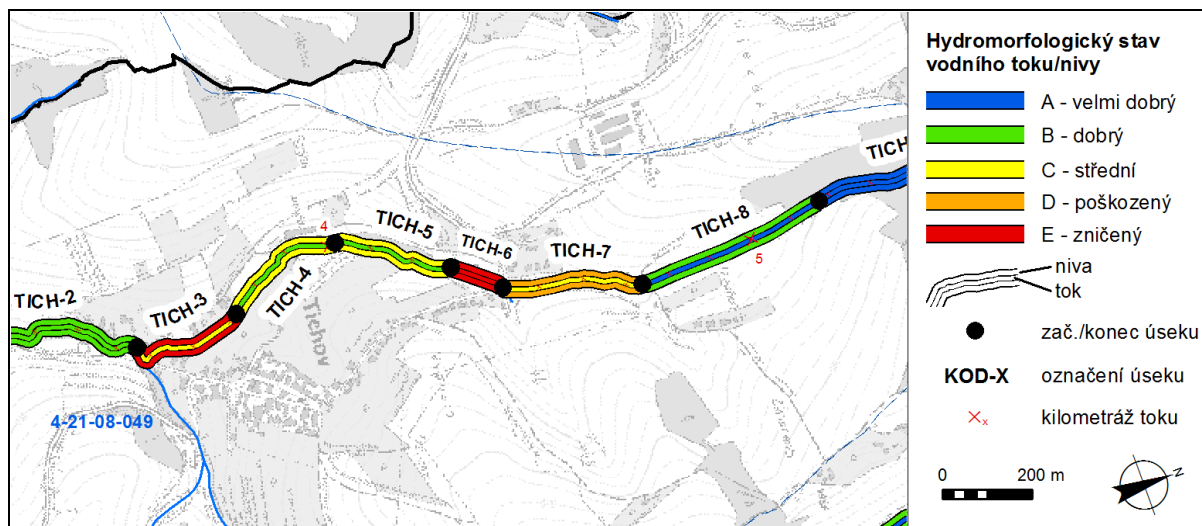 TICH-2
TICH-3
TICH-4
4
TICH-5
TICH-6
TICH-7
TICH-8
5
TICH
Tichov
4-21-08-049
Hydromorfologický stav
vodního toku/nivy
A - velmi dobrý
B - dobrý
C - střední
D - poškozený
E - zničený
niva
tok
zač./konec úseku
KOD-X
označení úseku
x
kilometráž toku
0
200 m
N